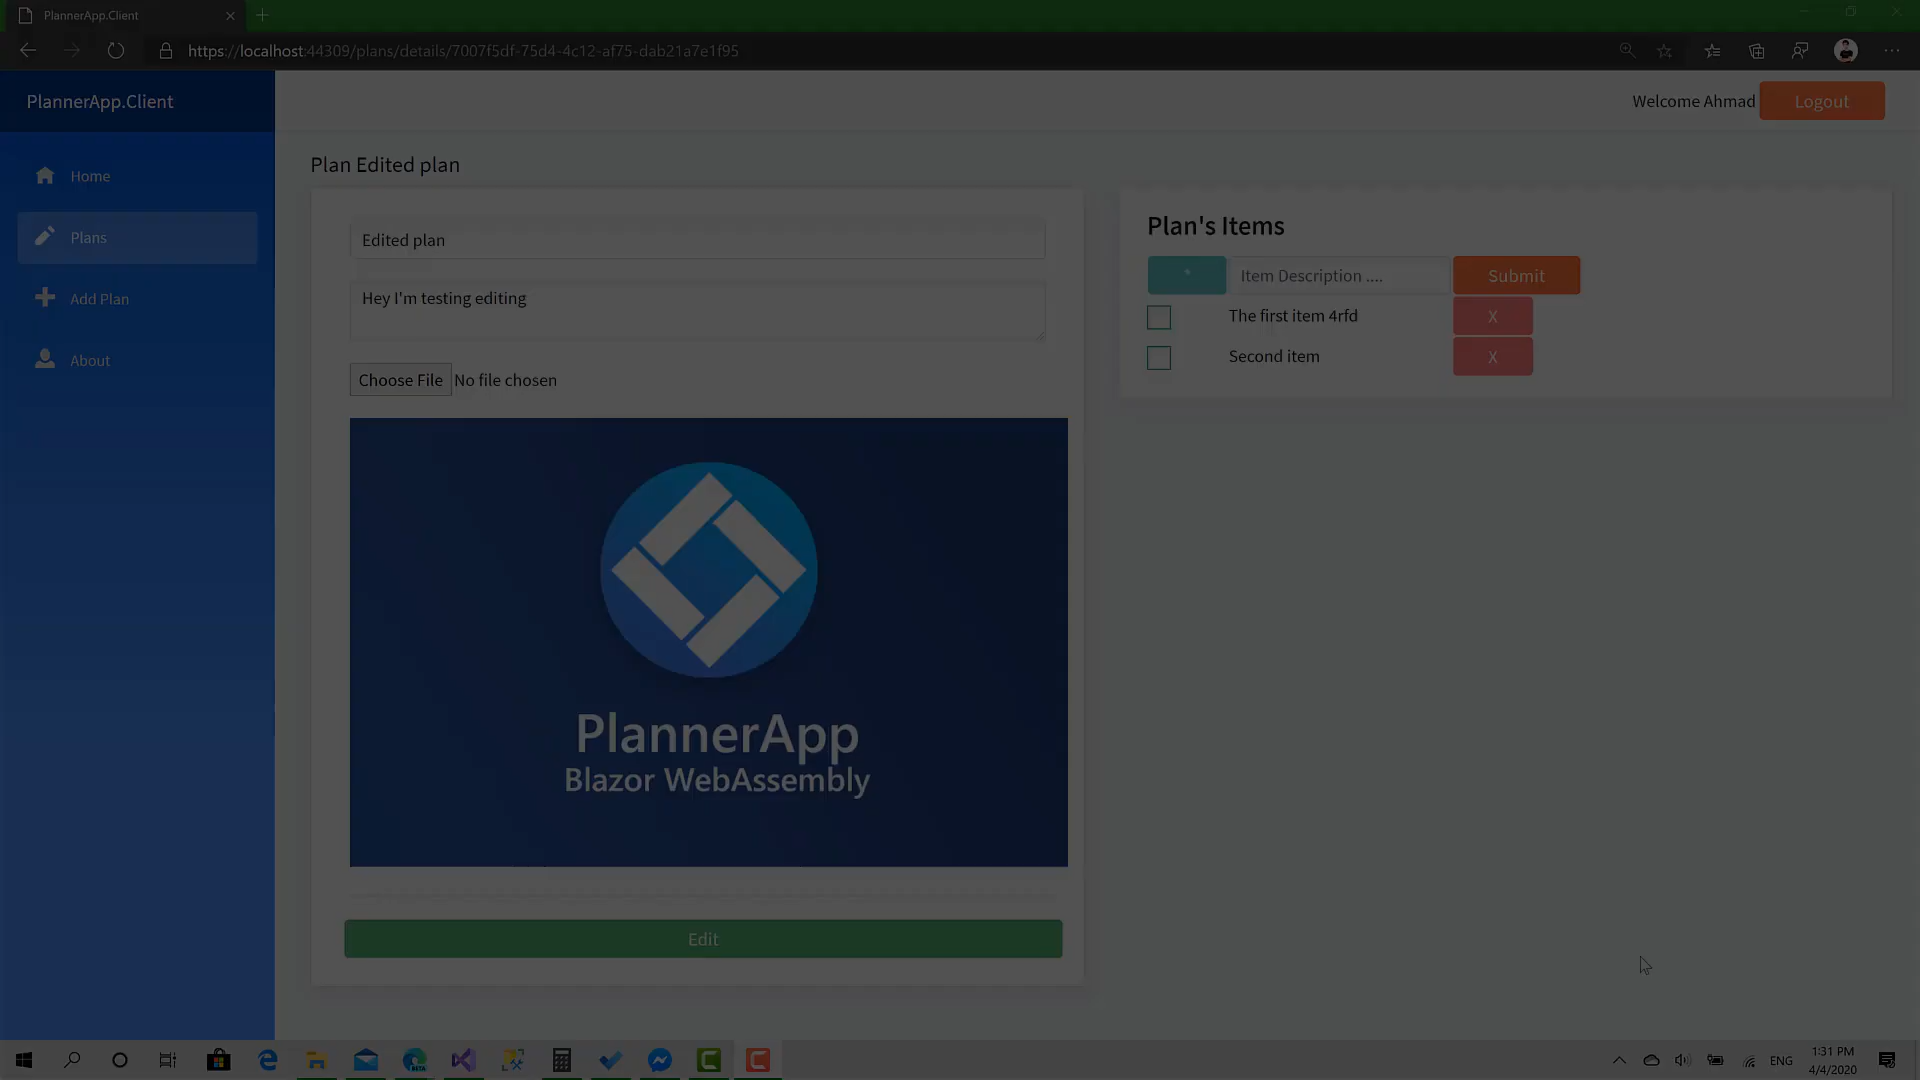 PlannerApp.Client
https://localhost:44309/plans/details/7007f5df-75d4-4c12-af75-dab21a7e1f95
PlannerApp.Client
Welcome Ahmad
Logout
Home
Plans
Add Plan
About
Plan Edited plan
Edited plan
Hey I'm testing editing
Choose File No file chosen
PlannerApp
Blazor WebAssembly
Edit
Plan's Items
* Item Description .... Submit
The first item 4rfd X
Second item X
BETA
ENG
1:31 PM
4/4/2020